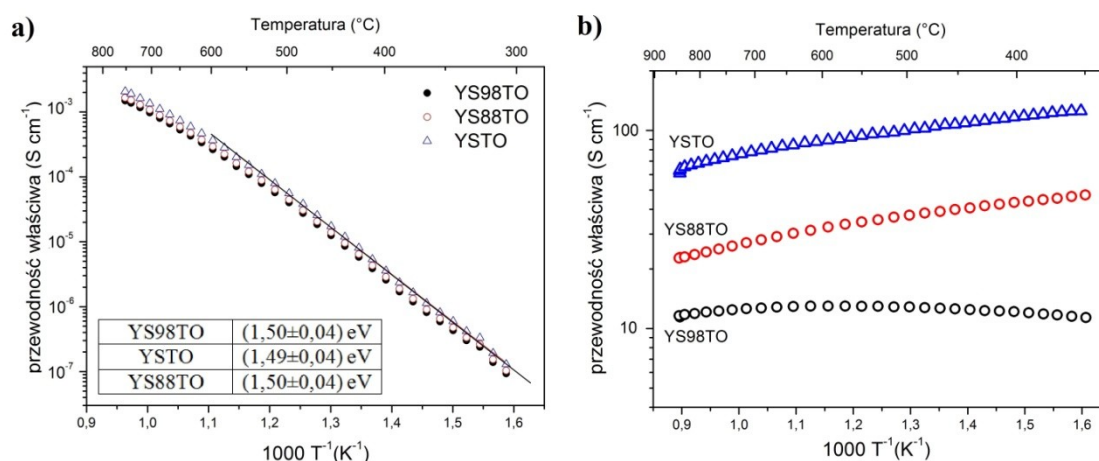 a)
Temperatura (°C)
800 700 600 500 400 300
przewodność właściwa (S cm⁻¹)
10⁻³
10⁻⁴
10⁻⁵
10⁻⁶
10⁻⁷
YS98TO
YS88TO
YSTO
YS98TO (1,50±0,04) eV
YSTO (1,49±0,04) eV
YS88TO (1,50±0,04) eV
0,9 1,0 1,1 1,2 1,3 1,4 1,5 1,6
1000 T⁻¹(K⁻¹)
b)
Temperatura (°C)
900 800 700 600 500 400
przewodność właściwa (S cm⁻¹)
100
10
YSTO
YS88TO
YS98TO
0,9 1,0 1,1 1,2 1,3 1,4 1,5 1,6
1000 T⁻¹(K⁻¹)